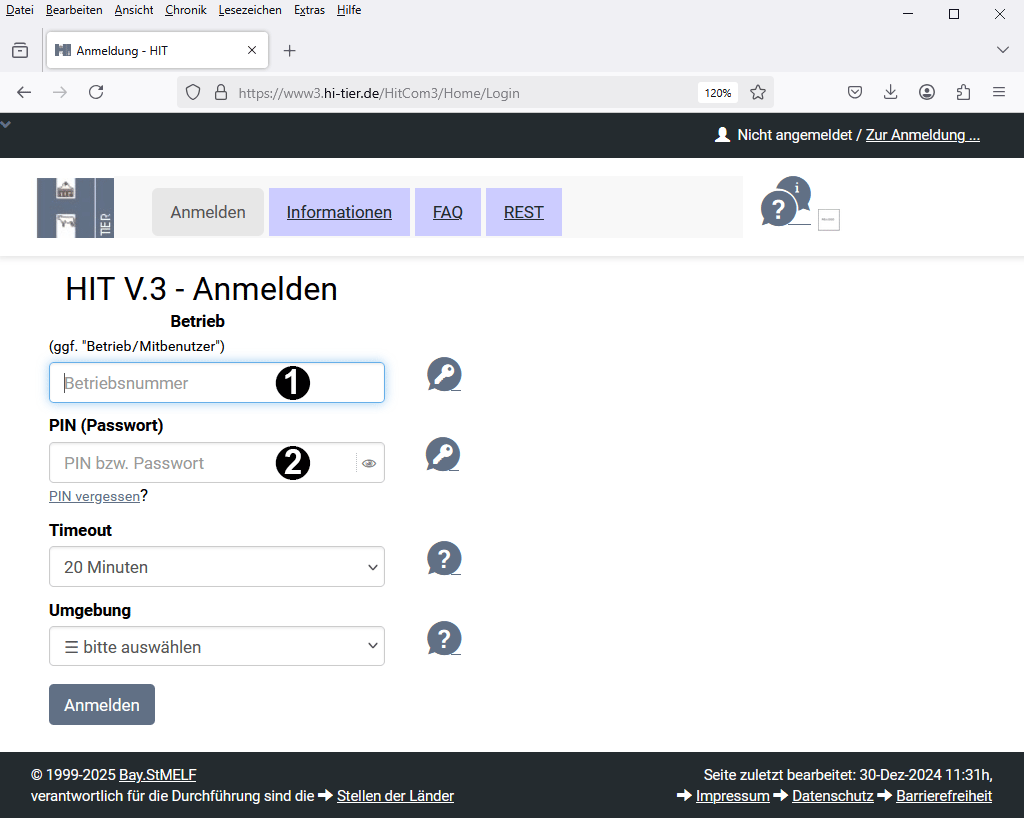 Datei Bearbeiten Ansicht Chronik Lesezeichen Extras Hilfe
Anmeldung - HIT
https://www3.hi-tier.de/HitCom3/Home/Login 120%
Nicht angemeldet / Zur Anmeldung ...
H TIER Anmelden Informationen FAQ REST ? i
HIT V.3 - Anmelden
Betrieb
(ggf. "Betrieb/Mitbenutzer")
Betriebsnummer 1
PIN (Passwort)
PIN bzw. Passwort 2
PIN vergessen?
Timeout
20 Minuten ?
Umgebung
☰ bitte auswählen ?
Anmelden
© 1999-2025 Bay.StMELF
verantwortlich für die Durchführung sind die ➔ Stellen der Länder
Seite zuletzt bearbeitet: 30-Dez-2024 11:31h,
➔ Impressum ➔ Datenschutz ➔ Barrierefreiheit